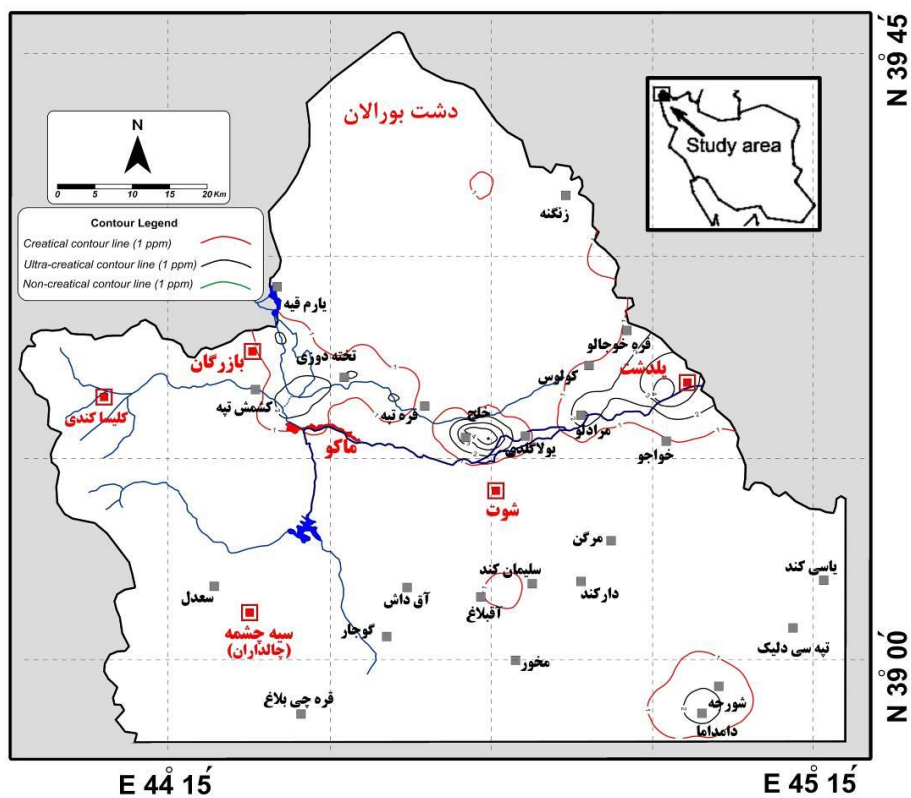 N 39° 45'
دشت بورالان
Study area
N
0 5 10 15 20 Km
زنگنه
Contour Legend
Creatical contour line (1 ppm)
Ultra-creatical contour line (1 ppm)
Non-creatical contour line (1 ppm)
یارم قیه
قره خوجالو
بازرگان
تخته دوزی
کولوس
یلدشت
کلیسا کندی
کشمش تپه
قره تپه
خلج
مرادلو
ماکو
یولاگلدی
خواجو
شوت
مرگن
سلیمان کند
یاسی کند
سعدل
آق داش
آقبلاغ
دارکند
سیه چشمه
(چالداران)
گوجار
تپه سی دلیک
مخور
N 39° 00'
قره چی بلاغ
شورجه
دامداما
E 44° 15'
E 45° 15'